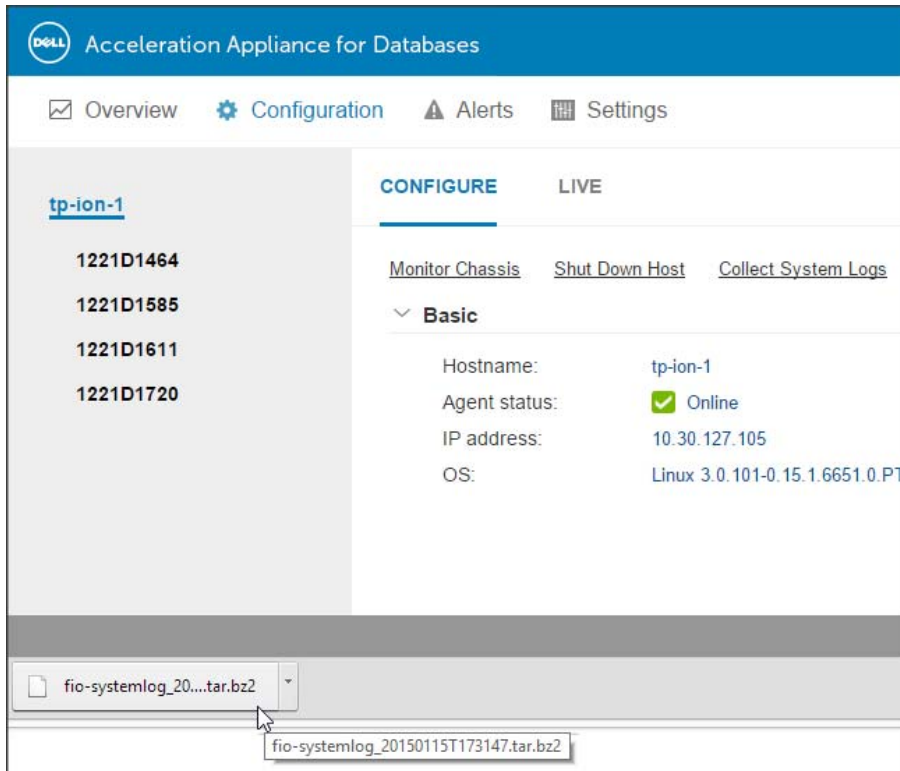 DELL Acceleration Appliance for Databases
Overview Configuration Alerts Settings
tp-ion-1
1221D1464
1221D1585
1221D1611
1221D1720
CONFIGURE LIVE
Monitor Chassis Shut Down Host Collect System Logs
Basic
Hostname: tp-ion-1
Agent status: Online
IP address: 10.30.127.105
OS: Linux 3.0.101-0.15.1.6651.0.PT
fio-systemlog_20....tar.bz2
fio-systemlog_20150115T173147.tar.bz2